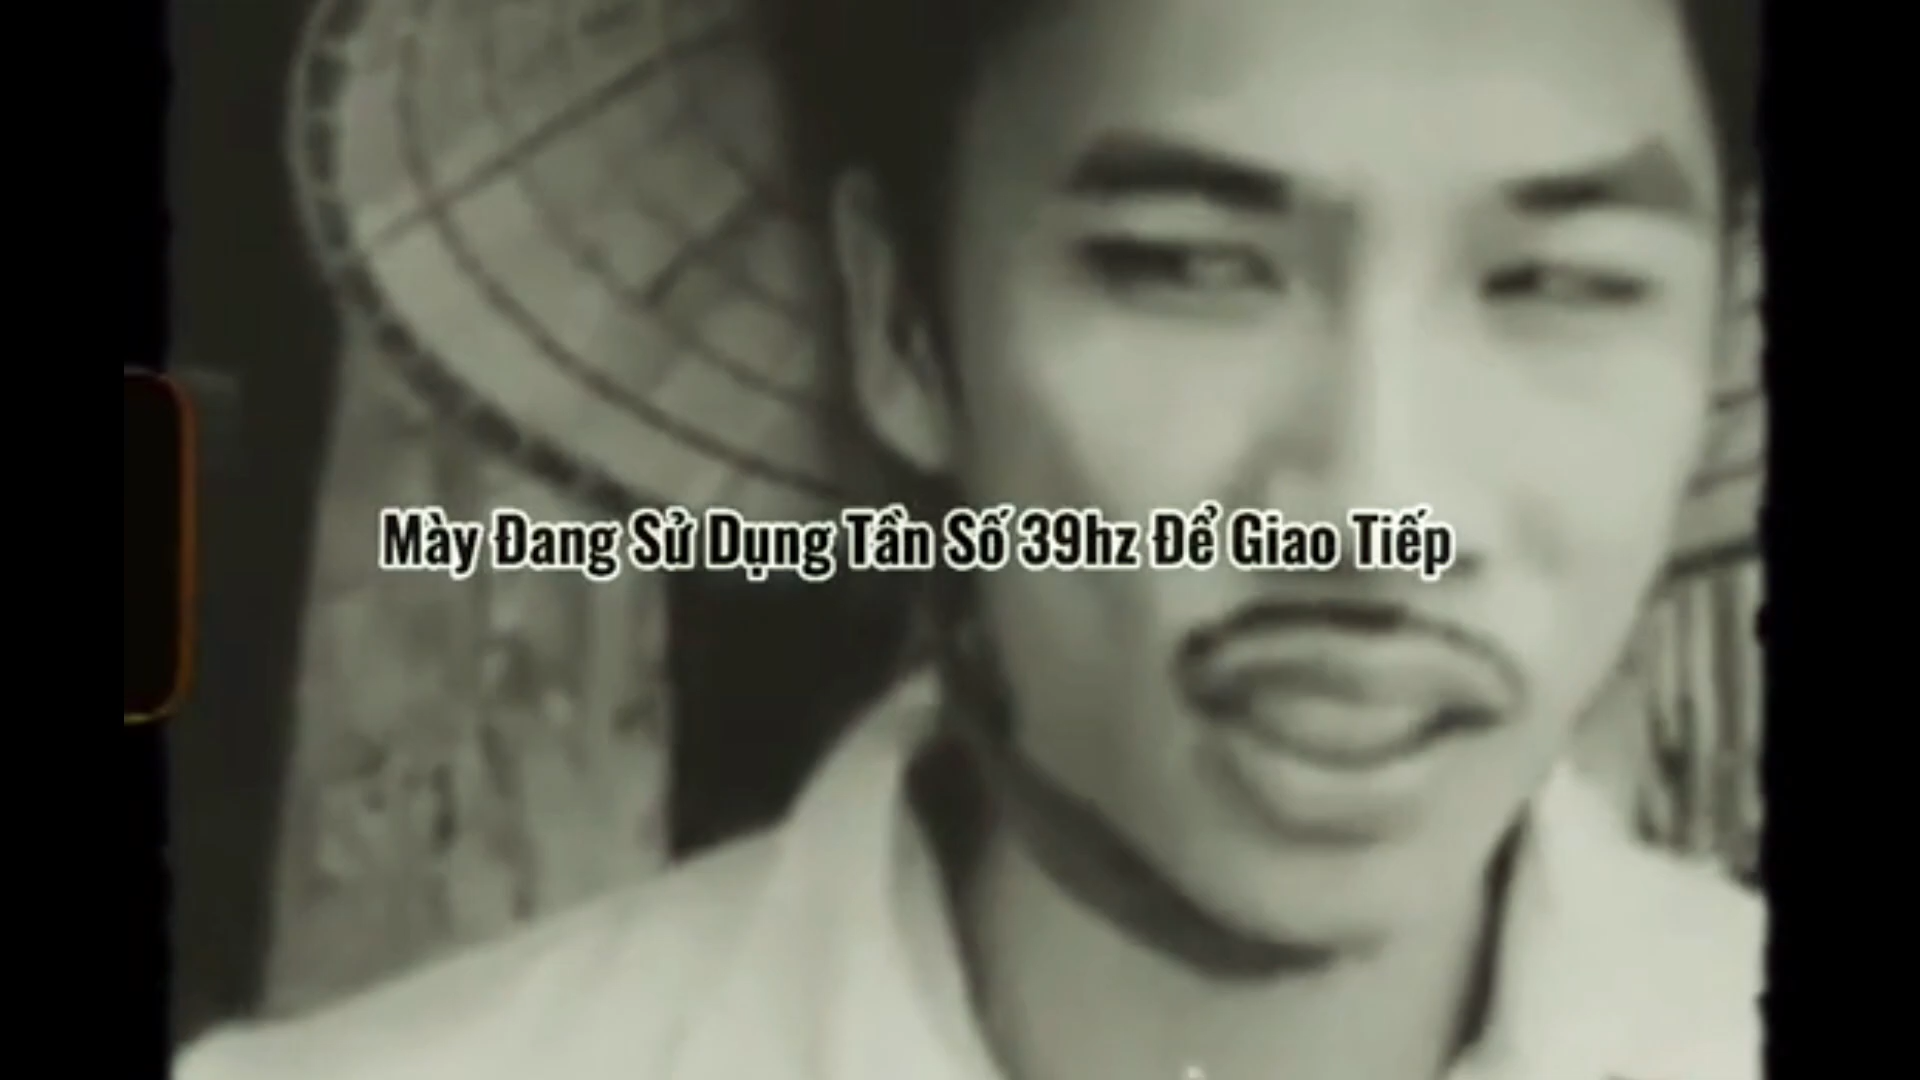 Mày Đang Sử Dụng Tần Số 39hz Để Giao Tiếp